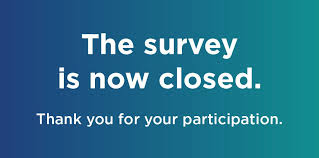 The survey
is now closed.
Thank you for your participation.